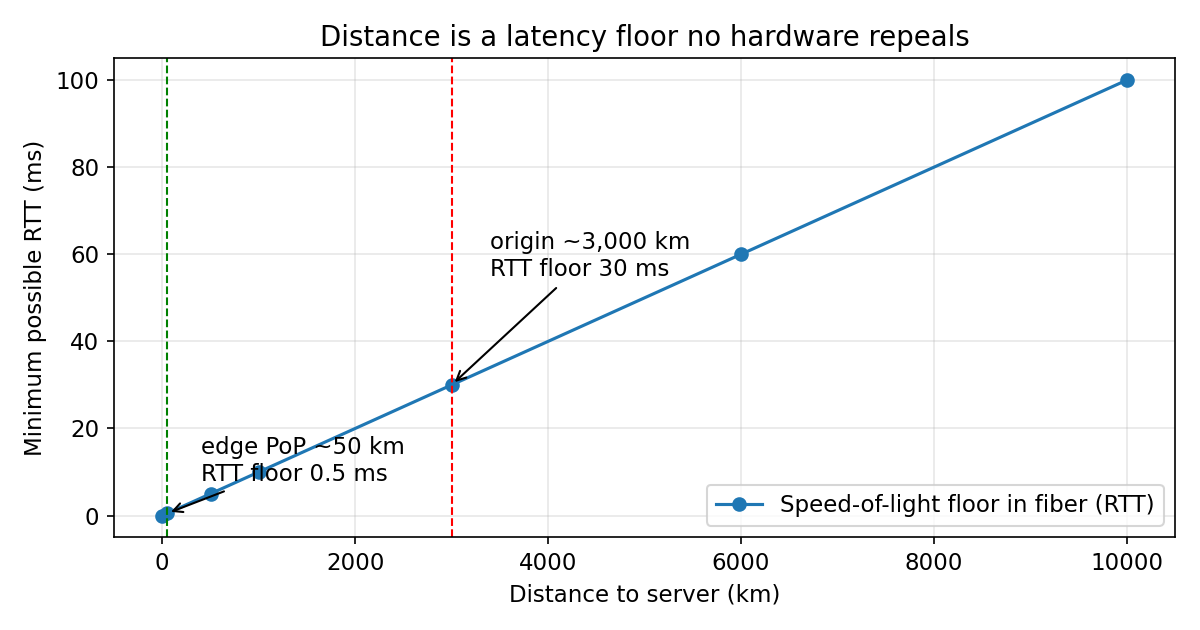 Distance is a latency floor no hardware repeals
Minimum possible RTT (ms)
100
80
60
40
20
0
origin ~3,000 km
RTT floor 30 ms
edge PoP ~50 km
RTT floor 0.5 ms
Speed-of-light floor in fiber (RTT)
0 2000 4000 6000 8000 10000
Distance to server (km)